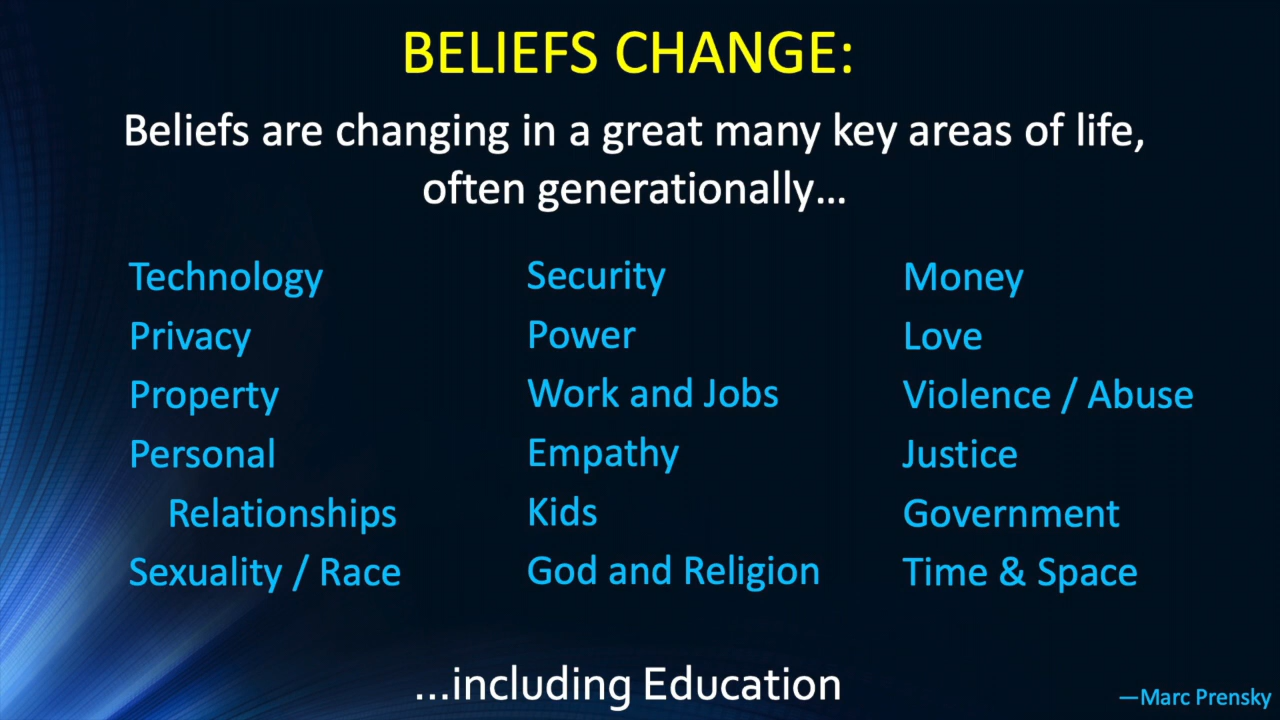 BELIEFS CHANGE:
Beliefs are changing in a great many key areas of life,
often generationally...
Technology
Privacy
Property
Personal
Relationships
Sexuality / Race
Security
Power
Work and Jobs
Empathy
Kids
God and Religion
Money
Love
Violence / Abuse
Justice
Government
Time & Space
...including Education
—Marc Prensky